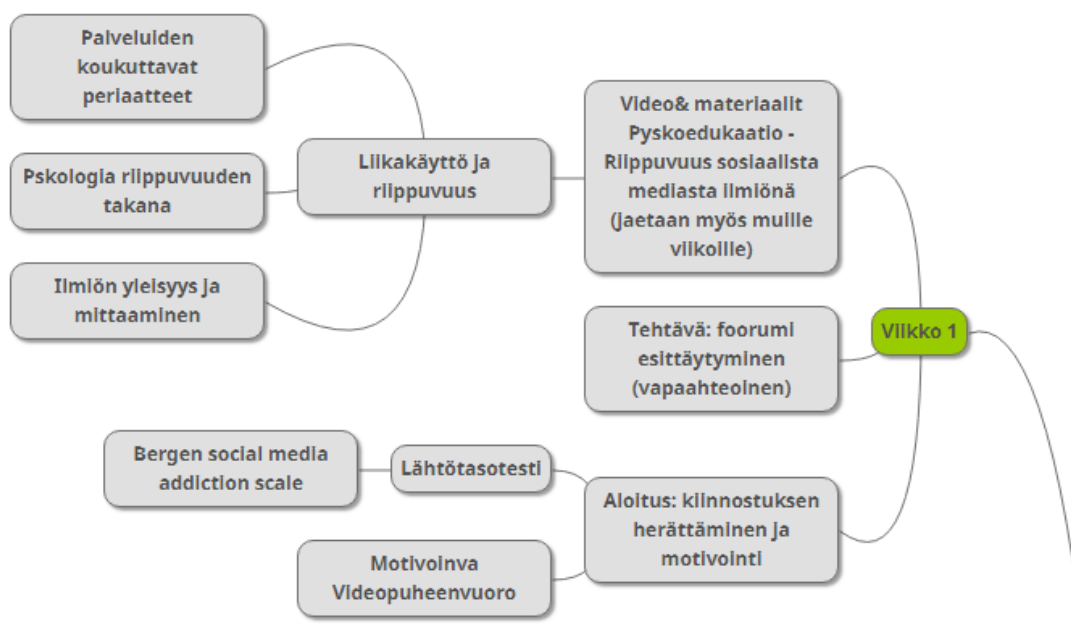 Palveluiden
koukuttavat
periaatteet
Pskologia riippuvuuden
takana
Ilmiön yleisyys ja
mittaaminen
Liikakäyttö ja
riippuvuus
Video& materiaalit
Pyskoedukaatio -
Riippuvuus sosiaalista
mediasta ilmiönä
(jaetaan myös muille
viikoille)
Tehtävä: foorumi
esittäytyminen
(vapaahteoinen)
Viikko 1
Bergen social media
addiction scale
Lähtötasotesti
Aloitus: kiinnostuksen
herättäminen ja
motivointi
Motivoinva
Videopuheenvuoro